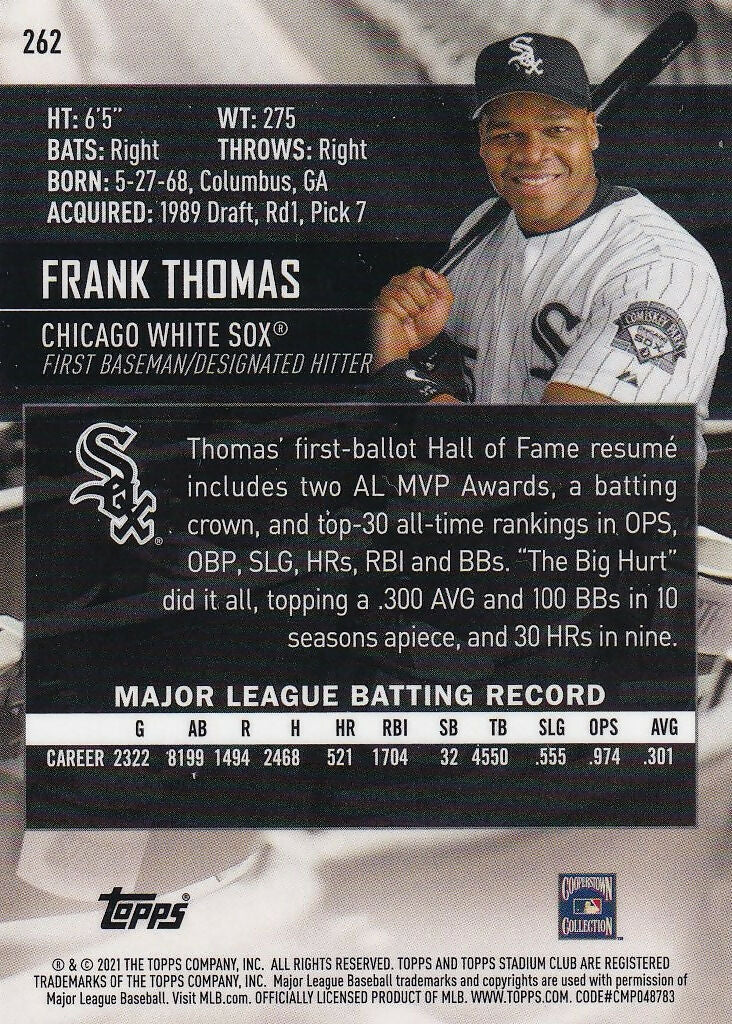 262
HT: 6'5" WT: 275
BATS: Right THROWS: Right
BORN: 5-27-68, Columbus, GA
ACQUIRED: 1989 Draft, Rd1, Pick 7
FRANK THOMAS
CHICAGO WHITE SOX®
FIRST BASEMAN/DESIGNATED HITTER
Sox
Sox
COMISKEY PARK
SOX
Sox®
Thomas' first-ballot Hall of Fame resumé
includes two AL MVP Awards, a batting
crown, and top-30 all-time rankings in OPS,
OBP, SLG, HRs, RBI and BBs. “The Big Hurt”
did it all, topping a .300 AVG and 100 BBs in 10
seasons apiece, and 30 HRs in nine.
MAJOR LEAGUE BATTING RECORD
G AB R H HR RBI SB TB SLG OPS AVG
CAREER 2322 8199 1494 2468 521 1704 32 4550 .555 .974 .301
topps®
COOPERSTOWN
COLLECTION™
® & © 2021 THE TOPPS COMPANY, INC. ALL RIGHTS RESERVED. TOPPS AND TOPPS STADIUM CLUB ARE REGISTERED
TRADEMARKS OF THE TOPPS COMPANY, INC. Major League Baseball trademarks and copyrights are used with permission of
Major League Baseball. Visit MLB.com. OFFICIALLY LICENSED PRODUCT OF MLB. WWW.TOPPS.COM. CODE#CMP048783